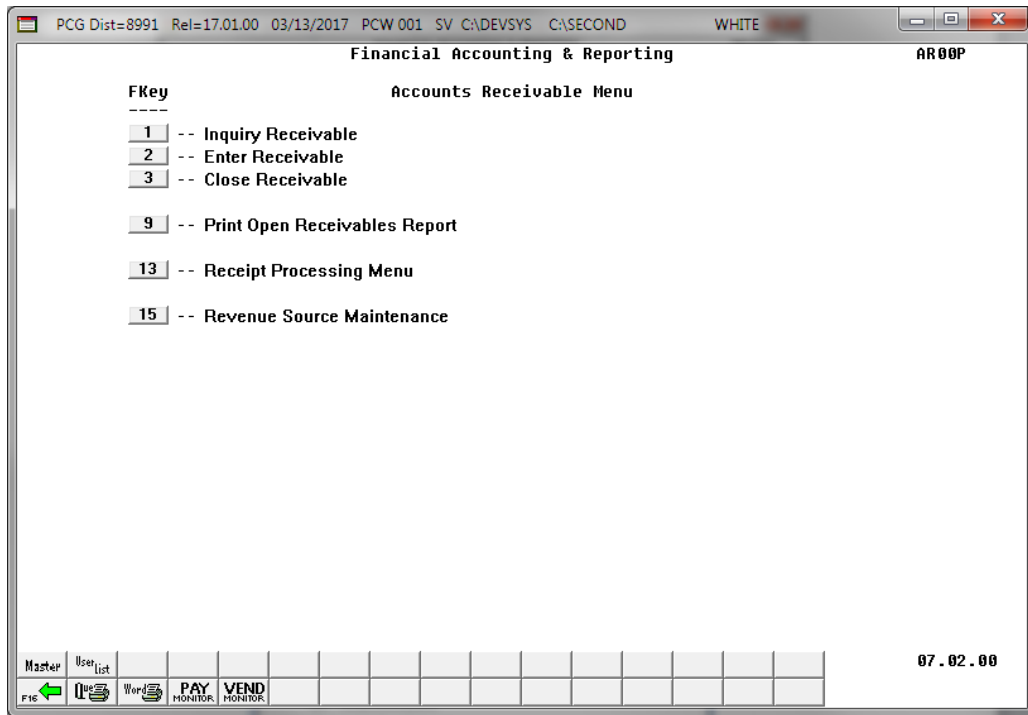 PCG Dist=8991 Rel=17.01.00 03/13/2017 PCW 001 SV C:\DEVSYS C:\SECOND WHITE
Financial Accounting & Reporting AR00P
FKey Accounts Receivable Menu
----
1 -- Inquiry Receivable
2 -- Enter Receivable
3 -- Close Receivable
9 -- Print Open Receivables Report
13 -- Receipt Processing Menu
15 -- Revenue Source Maintenance
Master User List 07.02.00
F16 Que Word PAY MONITOR VEND MONITOR